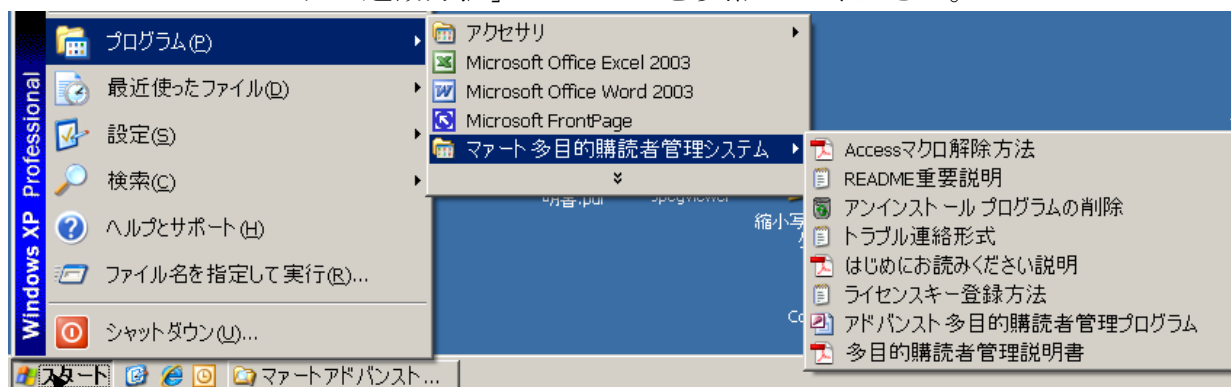 Windows XP Professional
プログラム(P)
最近使ったファイル(D)
設定(S)
検索(C)
ヘルプとサポート(H)
ファイル名を指定して実行(R)...
シャットダウン(U)...
アクセサリ
Microsoft Office Excel 2003
Microsoft Office Word 2003
Microsoft FrontPage
マァート多目的購読者管理システム
Accessマクロ解除方法
README重要説明
アンインストール プログラムの削除
トラブル連絡形式
はじめにお読みください説明
ライセンスキー登録方法
アドバンスト多目的購読者管理プログラム
多目的購読者管理説明書
縮小写
スタート
マァートアドバンスト...